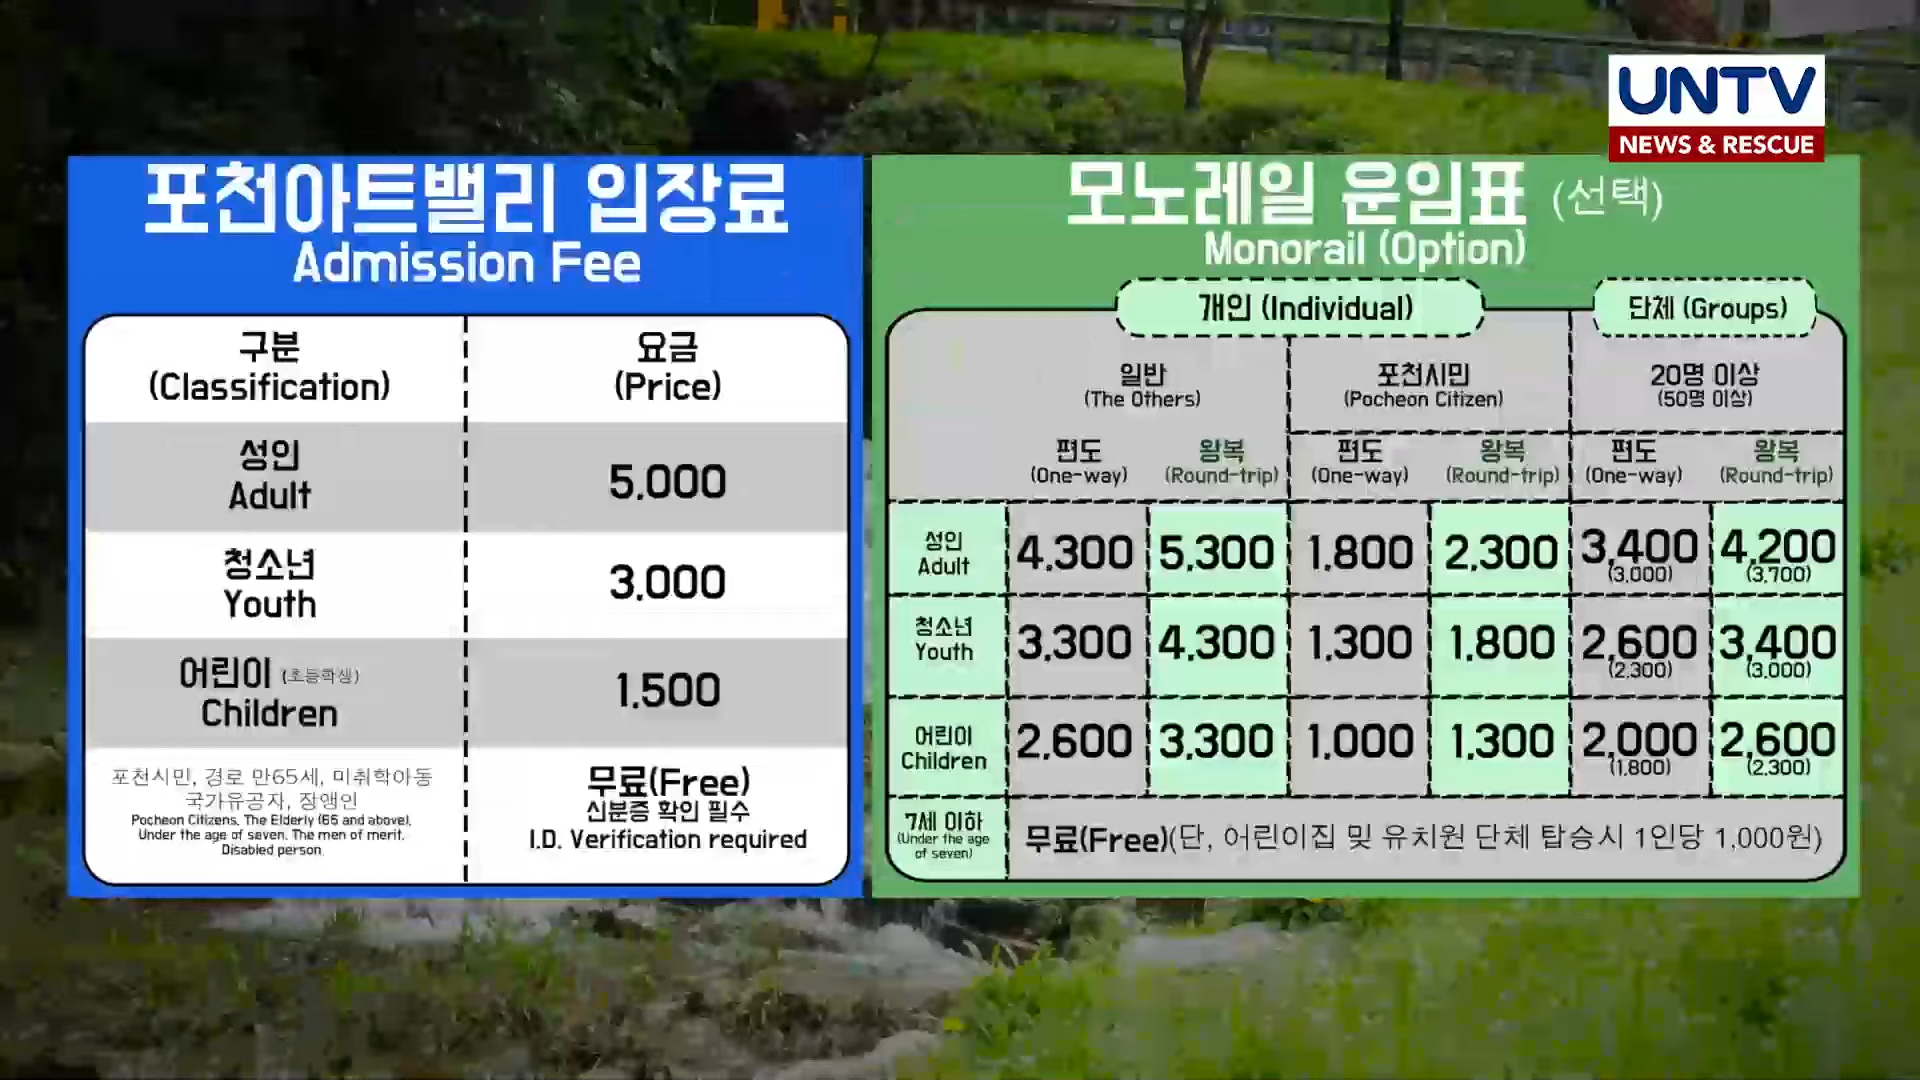 UNTV
NEWS & RESCUE
포천아트밸리 입장료
Admission Fee
구분
(Classification)
요금
(Price)
성인
Adult
5,000
청소년
Youth
3,000
어린이 (초등학생)
Children
1,500
포천시민, 경로 만65세, 미취학아동
국가유공자, 장앤인
Pocheon Citizens, The Elderly (65 and above),
Under the age of seven, The men of merit,
Disabled person
무료(Free)
신분증 확인 필수
I.D. Verification required
모노레일 운임표 (선택)
Monorail (Option)
개인 (Individual)
단체 (Groups)
일반
(The Others)
포천시민
(Pocheon Citizen)
20명 이상
(50명 이상)
편도
(One-way)
왕복
(Round-trip)
편도
(One-way)
왕복
(Round-trip)
편도
(One-way)
왕복
(Round-trip)
성인
Adult
4,300 5,300 1,800 2,300 3,400 4,200
(3,000) (3,700)
청소년
Youth
3,300 4,300 1,300 1,800 2,600 3,400
(2,300) (3,000)
어린이
Children
2,600 3,300 1,000 1,300 2,000 2,600
(1,800) (2,300)
7세 이하
(Under the age
of seven)
무료(Free)(단, 어린이집 및 유치원 단체 탑승시 1인당 1,000원)